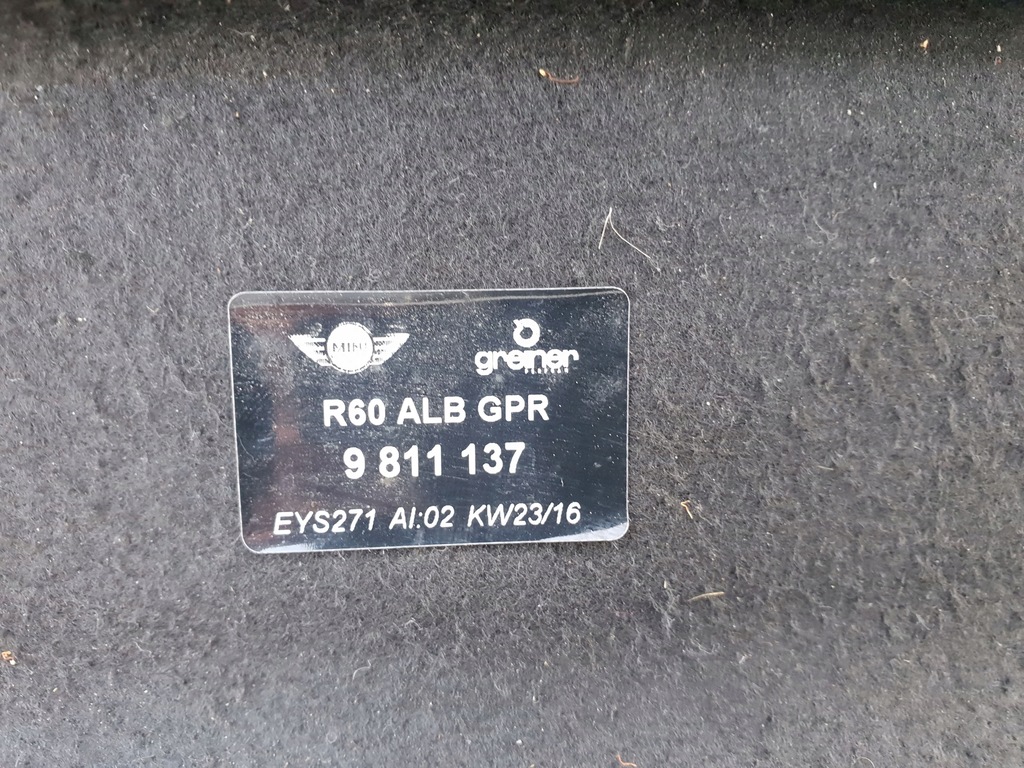 MINI greiner
R60 ALB GPR
9 811 137
EYS271 AI:02 KW23/16